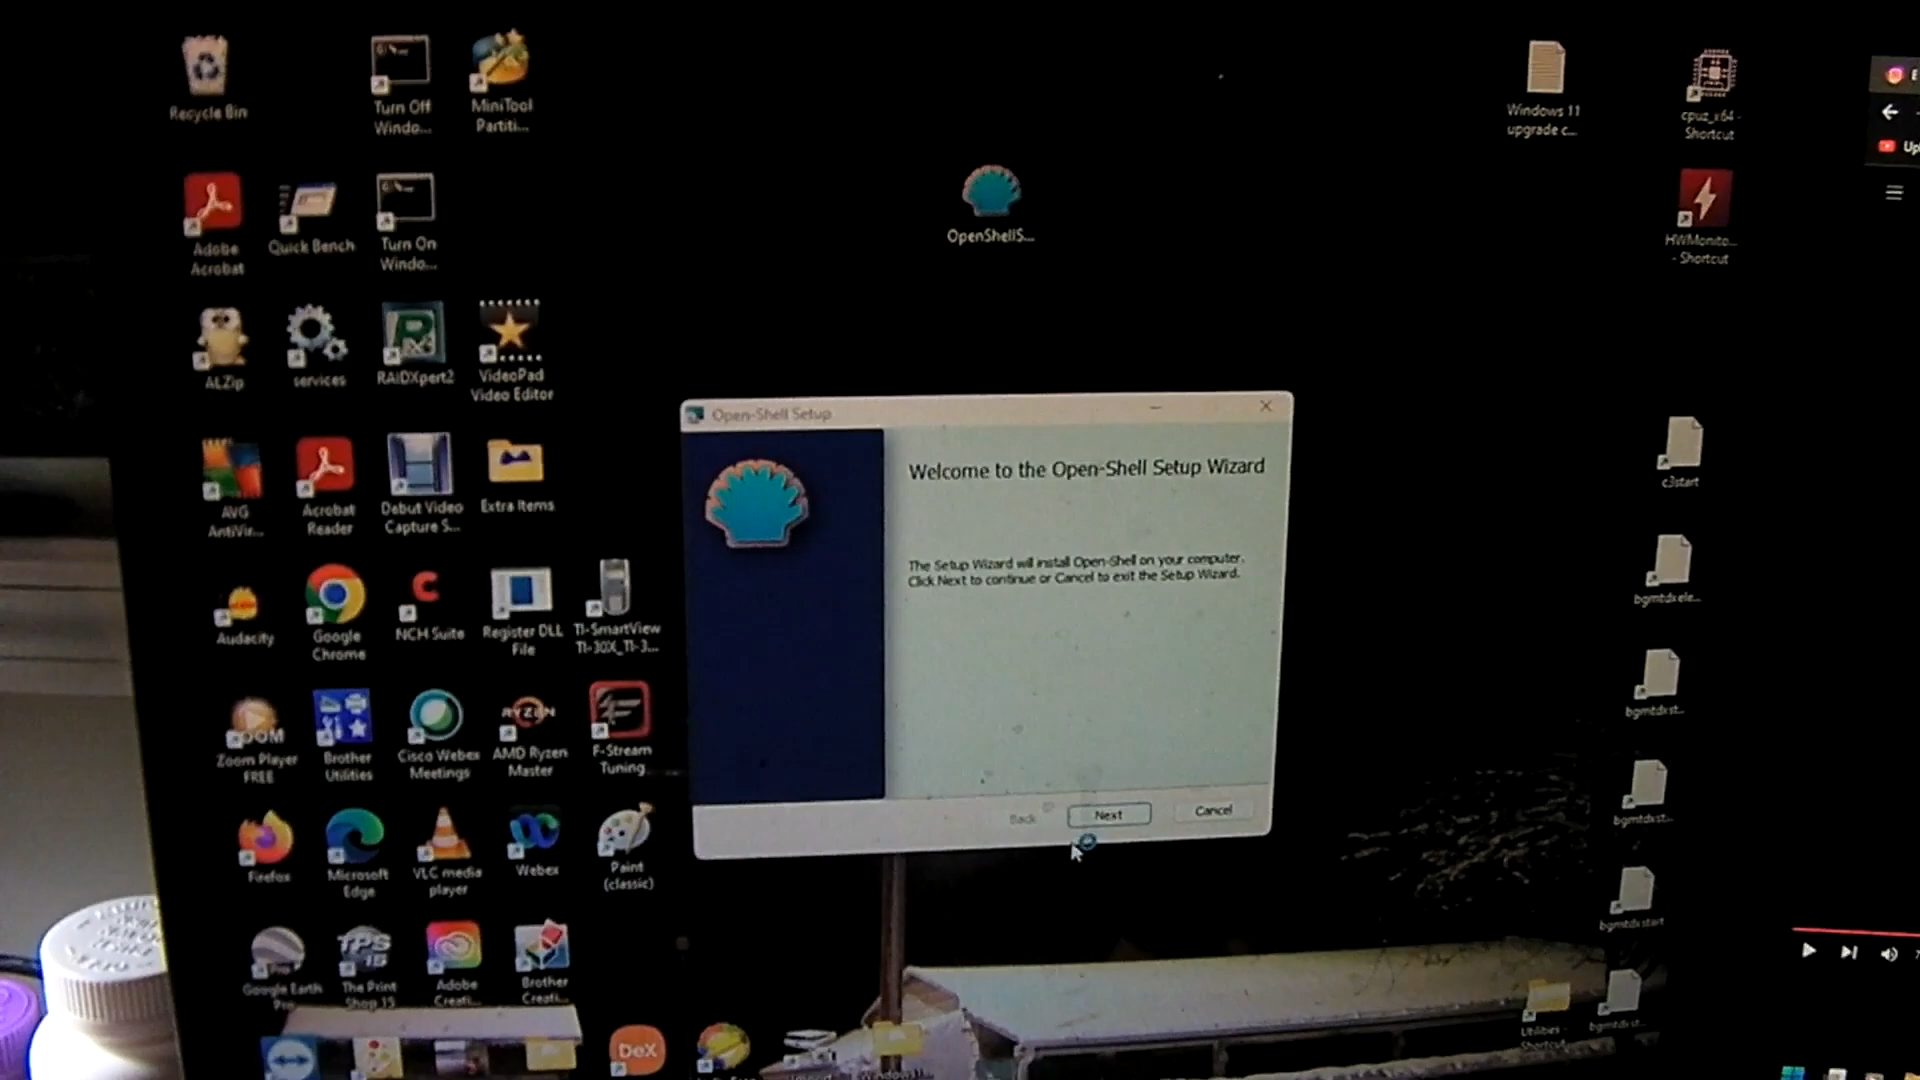 Recycle Bin
Turn Off
Windo...
MiniTool
Partiti...
Adobe
Acrobat
Quick Bench
Turn On
Windo...
ALZip
services
RAIDXpert2
VideoPad
Video Editor
AVG
AntiVir...
Acrobat
Reader
Debut Video
Capture S...
Extra Items
Audacity
Google
Chrome
NCH Suite
Register DLL
File
TI-SmartView
TI-30X_TI-3...
Zoom Player
FREE
Brother
Utilities
Cisco Webex
Meetings
RYZEN
AMD Ryzen
Master
F-Stream
Tuning
Firefox
Microsoft
Edge
VLC media
player
Webex
Paint
(classic)
Google Earth
Pro
TPS
15
The Print
Shop 15
Adobe
Creati...
Brother
Creati...
DeX
OpenShellS...
Open-Shell Setup
Welcome to the Open-Shell Setup Wizard
The Setup Wizard will install Open-Shell on your computer.
Click Next to continue or Cancel to exit the Setup Wizard.
Back
Next
Cancel
Windows 11
upgrade c...
cpuz_x64 -
Shortcut
HWMonito...
- Shortcut
c3start
bgmtdxele...
bgmtdxst...
bgmtdxst...
bgmtdxstart
Utilities -
Shortcut
bgmtdxst...